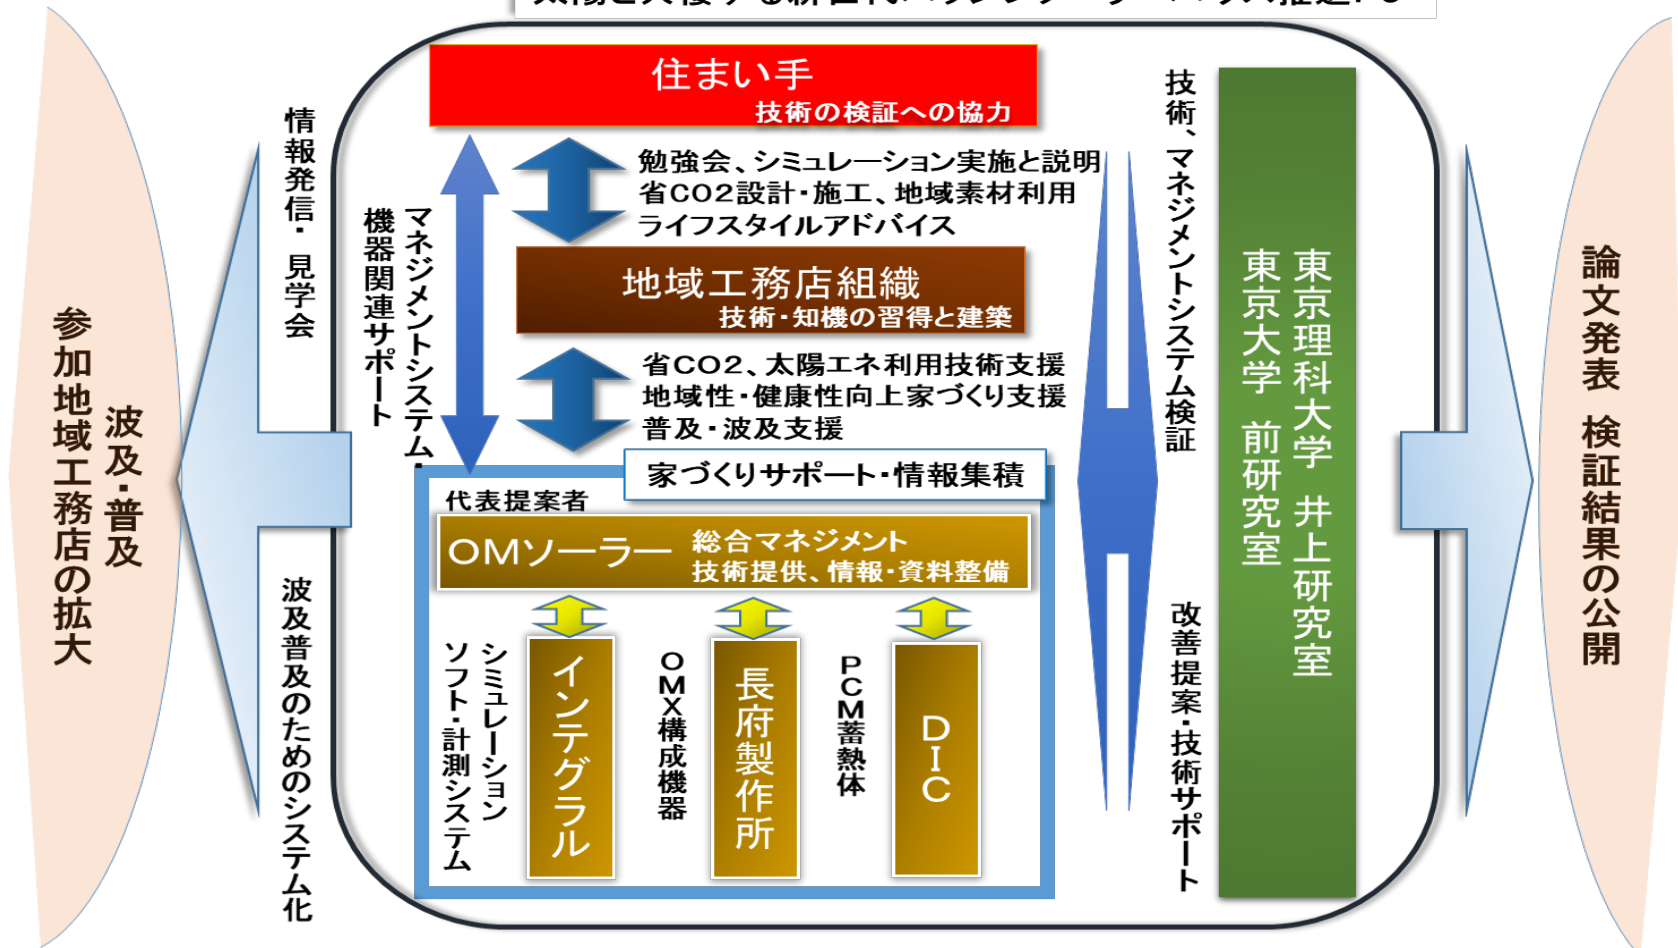 住まい手
技術の検証への協力
勉強会、シミュレーション実施と説明
省CO2設計・施工、地域素材利用
ライフスタイルアドバイス
地域工務店組織
技術・知機の習得と建築
省CO2、太陽エネ利用技術支援
地域性・健康性向上家づくり支援
普及・波及支援
マネジメントシステム・
機器関連サポート
家づくりサポート・情報集積
代表提案者
OMソーラー
総合マネジメント
技術提供、情報・資料整備
シミュレーション
ソフト・計測システム
インテグラル
OMX構成機器
長府製作所
PCM蓄熱体
DIC
情報発信・見学会
波及普及のためのシステム化
波及・普及
参加地域工務店の拡大
技術、マネジメントシステム検証
改善提案・技術サポート
東京理科大学 井上研究室
東京大学 前研究室
論文発表 検証結果の公開